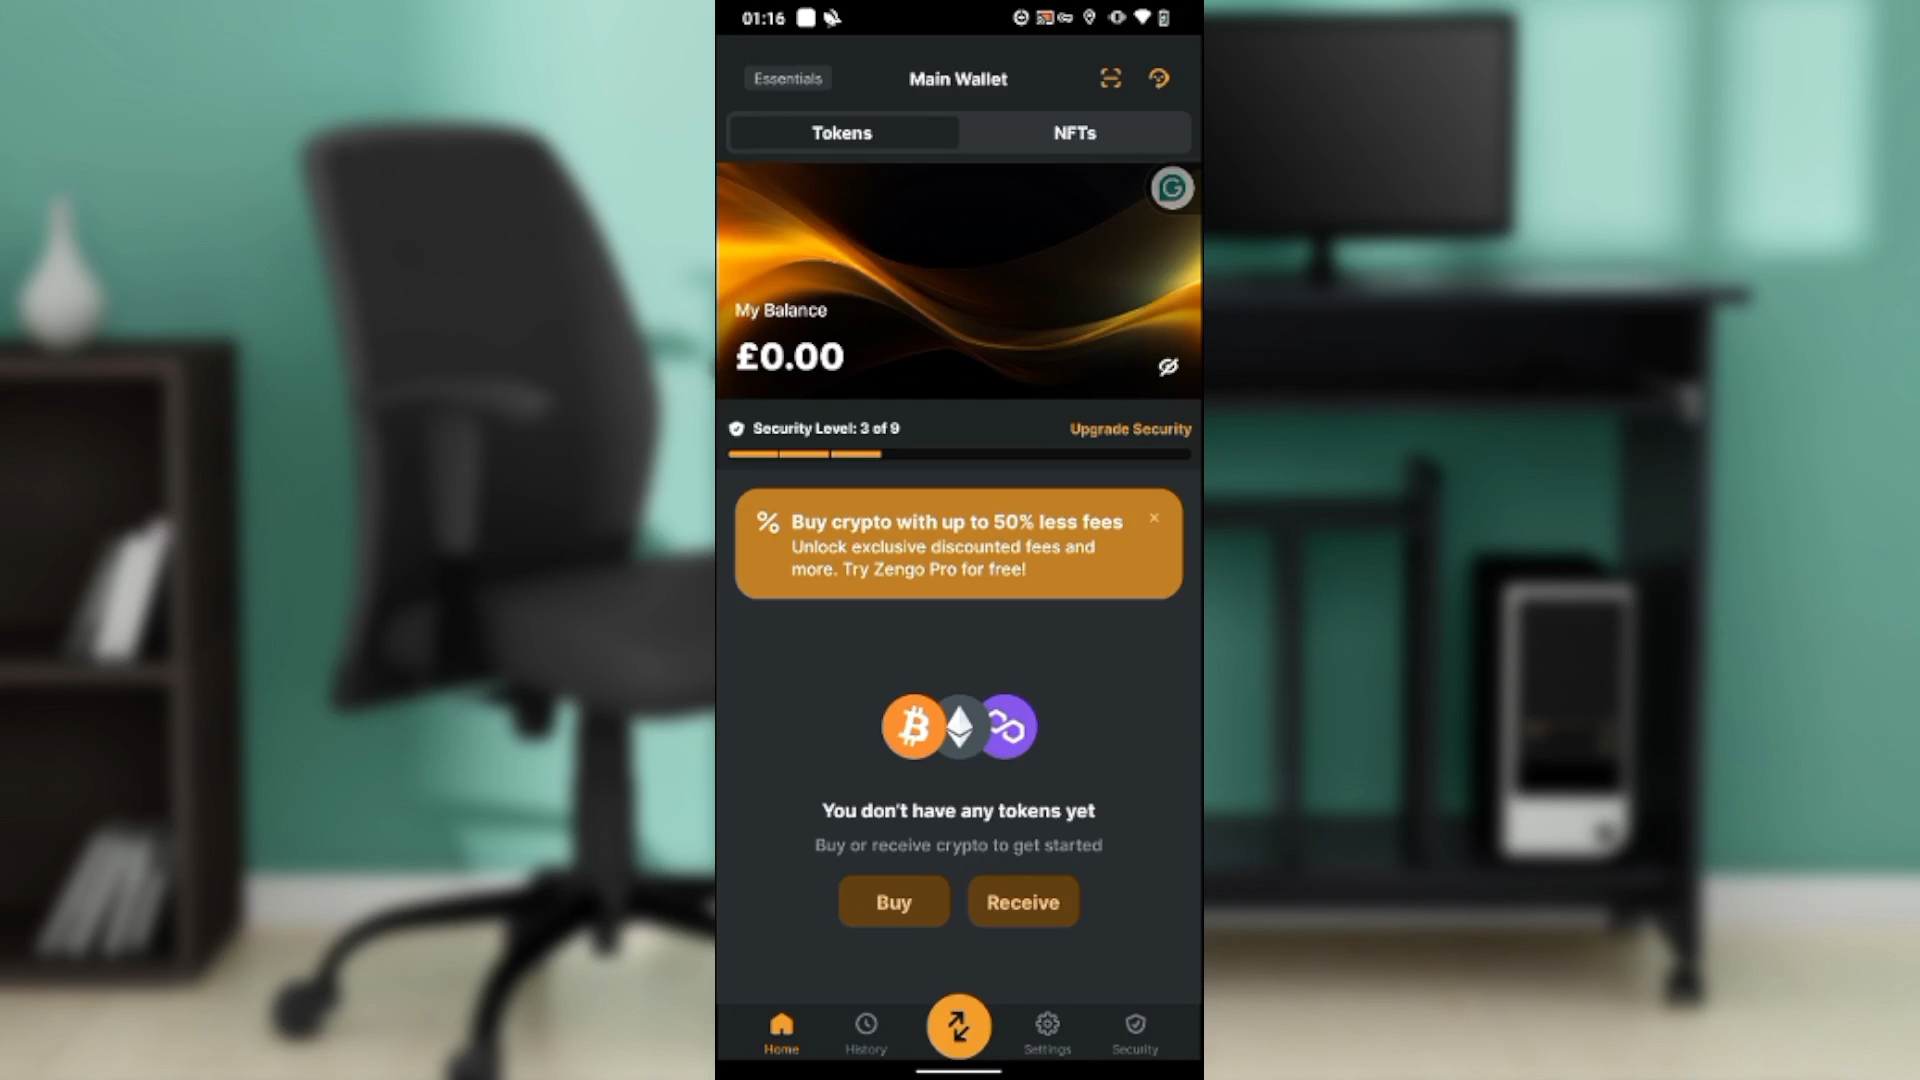 01:16
Essentials
Main Wallet
Tokens
NFTs
My Balance
£0.00
Security Level: 3 of 9
Upgrade Security
% Buy crypto with up to 50% less fees
Unlock exclusive discounted fees and
more. Try Zengo Pro for free!
You don't have any tokens yet
Buy or receive crypto to get started
Buy
Receive
Home
History
Settings
Security